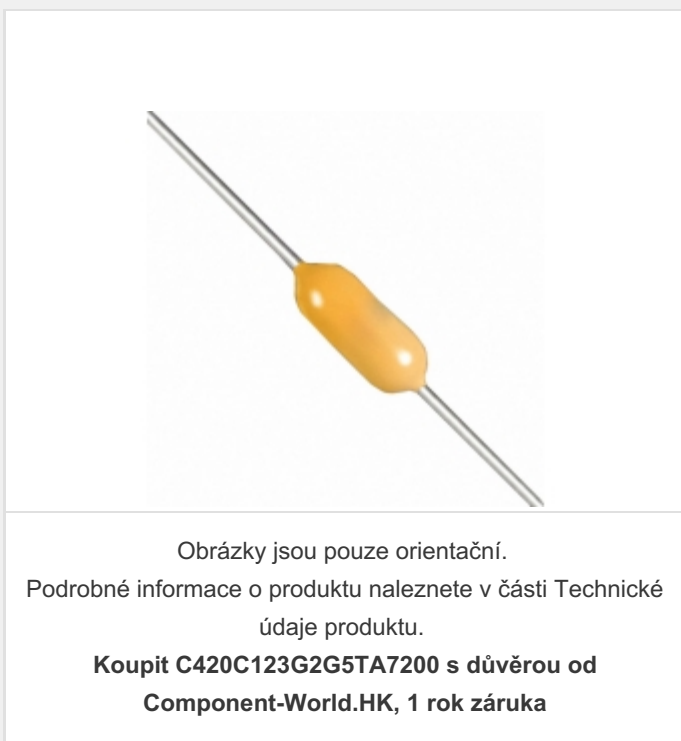 Obrázky jsou pouze orientační.
Podrobné informace o produktu naleznete v části Technické
údaje produktu.
Koupit C420C123G2G5TA7200 s důvěrou od
Component-World.HK, 1 rok záruka